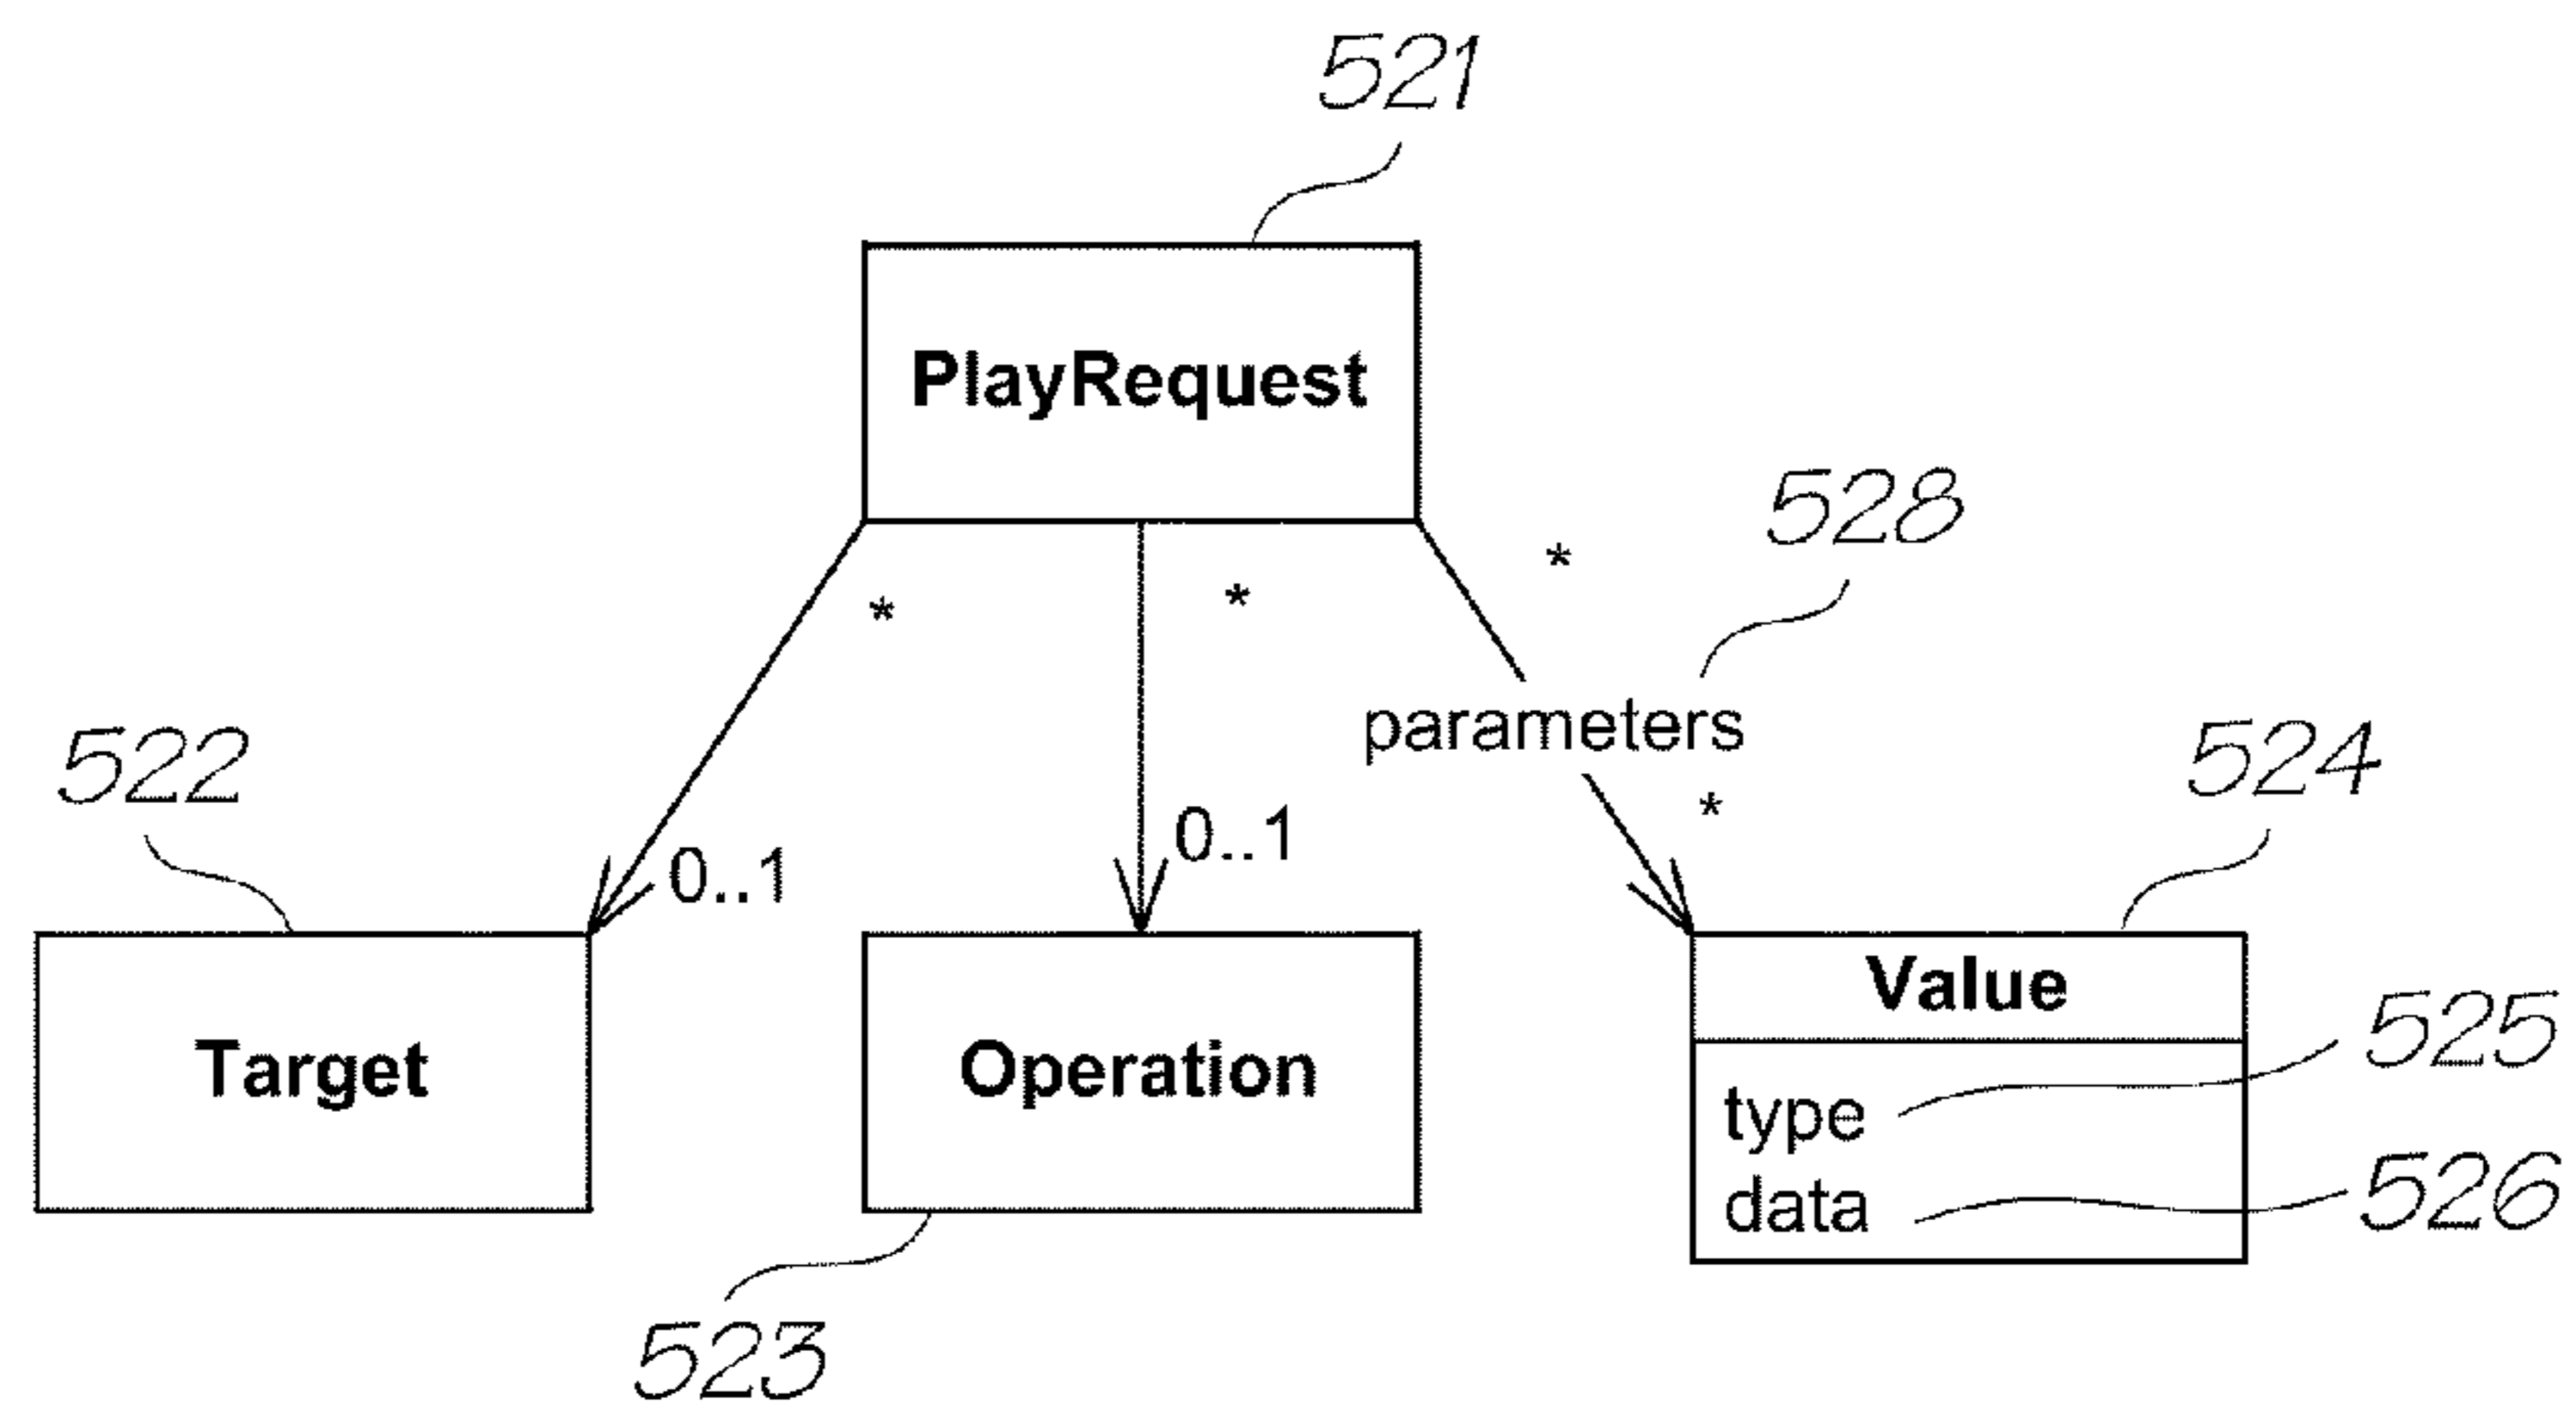 521
PlayRequest
528
*
*
*
parameters
522
524
*
0..1
0..1
Value
525
Target
Operation
type
526
data
523